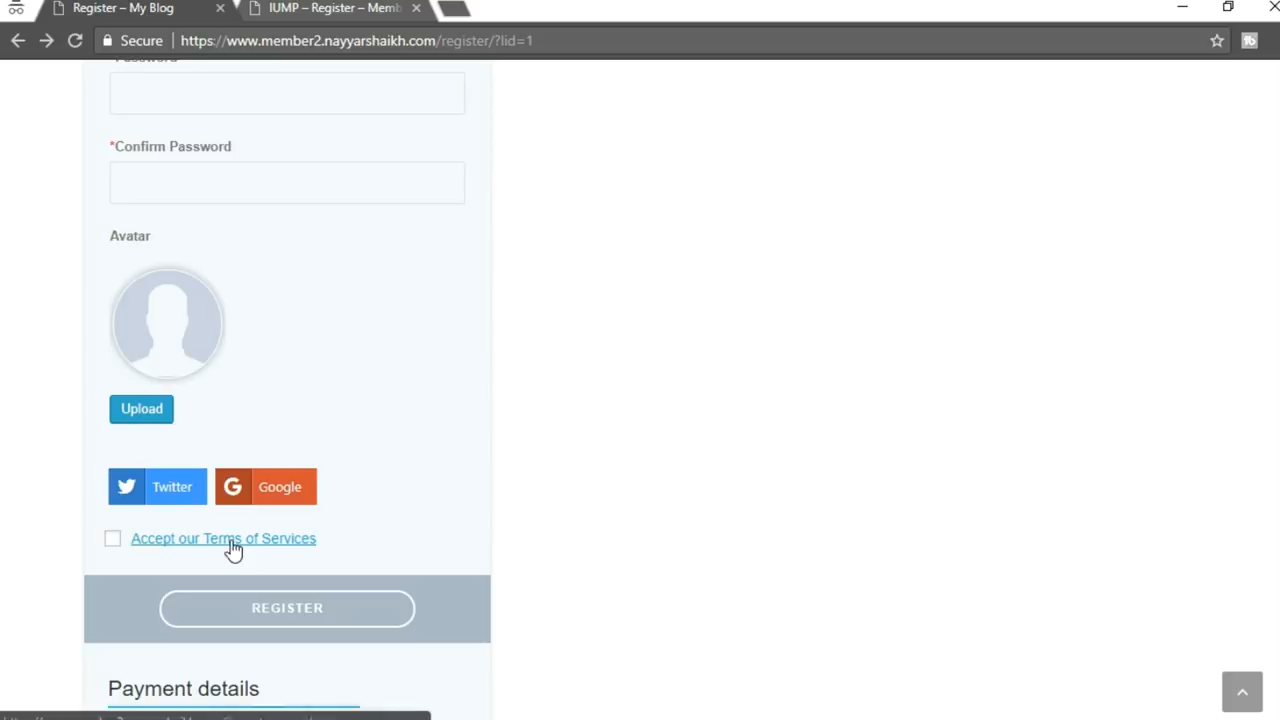 Register – My Blog
IUMP – Register – Memb
Secure
https://www.member2.nayyarshaikh.com/register/?lid=1
*Confirm Password
Avatar
Upload
Twitter
Google
Accept our Terms of Services
REGISTER
Payment details